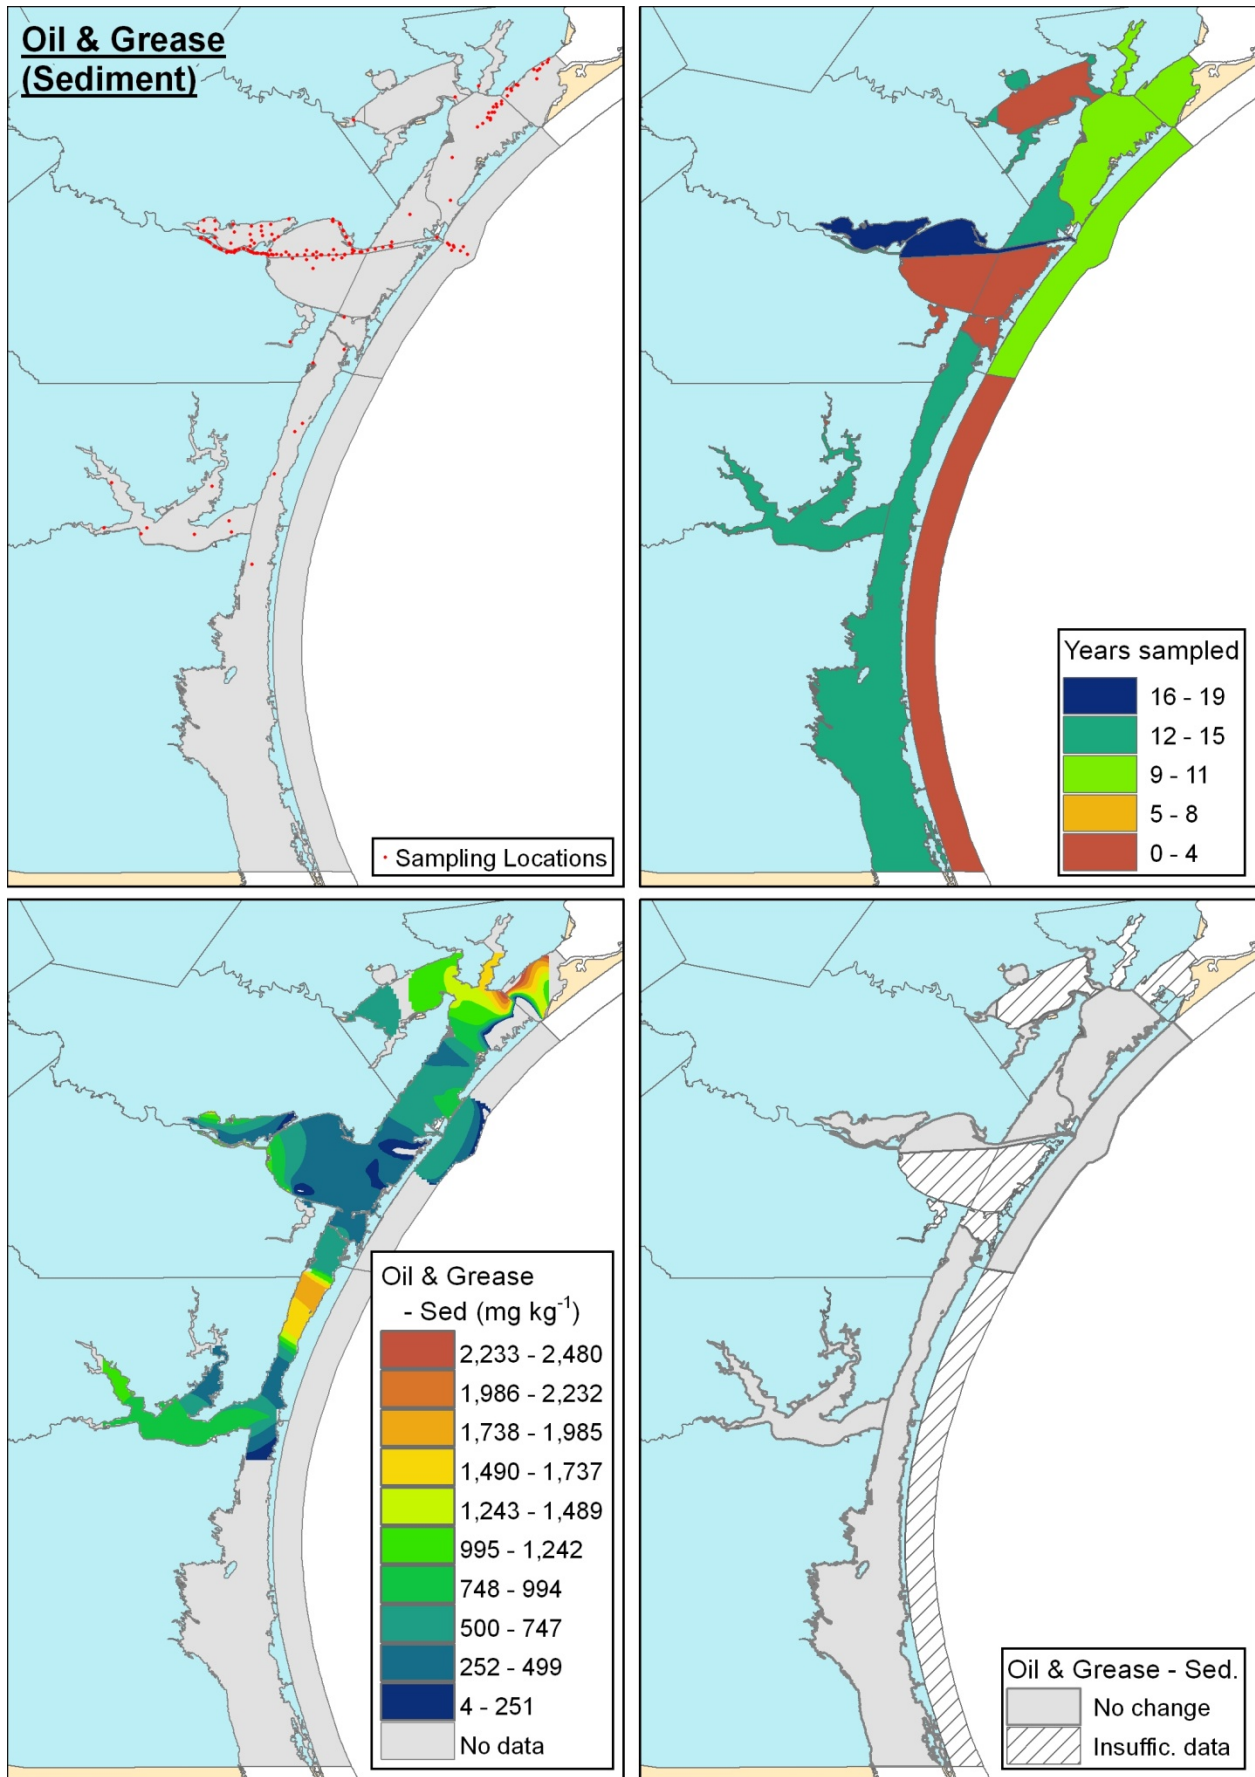 Oil & Grease
(Sediment)
Sampling Locations
Years sampled
16 - 19
12 - 15
9 - 11
5 - 8
0 - 4
Oil & Grease
- Sed (mg kg⁻¹)
2,233 - 2,480
1,986 - 2,232
1,738 - 1,985
1,490 - 1,737
1,243 - 1,489
995 - 1,242
748 - 994
500 - 747
252 - 499
4 - 251
No data
Oil & Grease - Sed.
No change
Insuffic. data